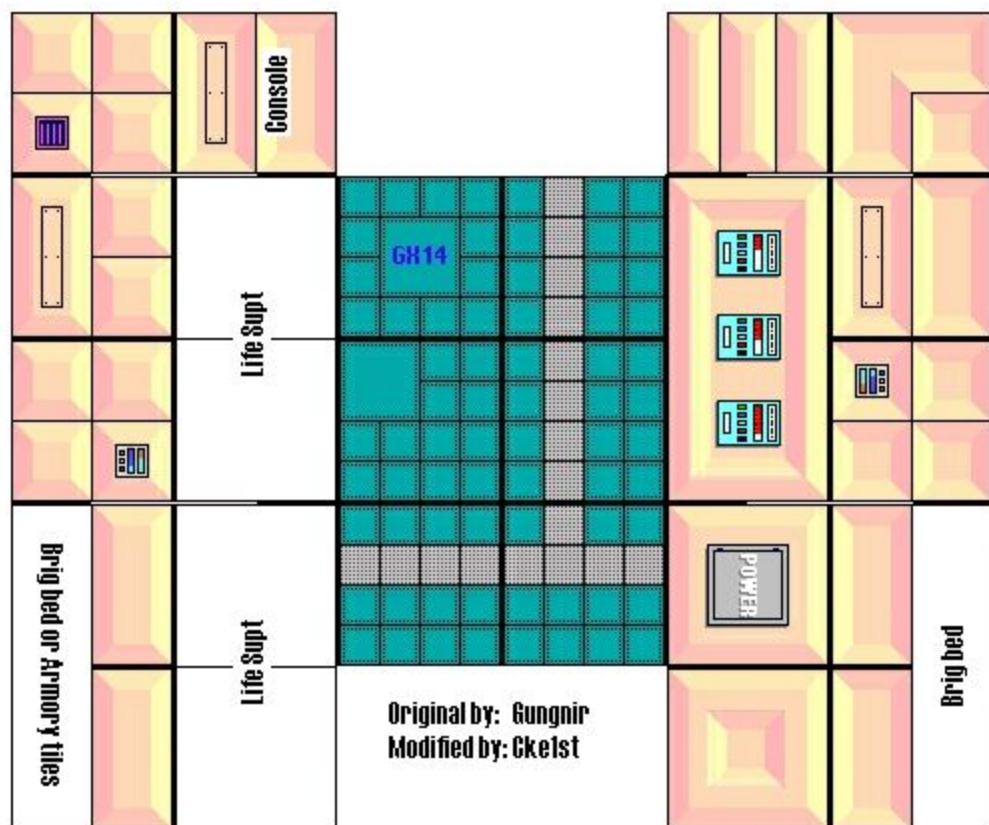 Console
GX14
Life Supt
Life Supt
POWER
Brig bed or Armory tiles
Brig bed
Original by: Gungnir
Modified by: Cke1st